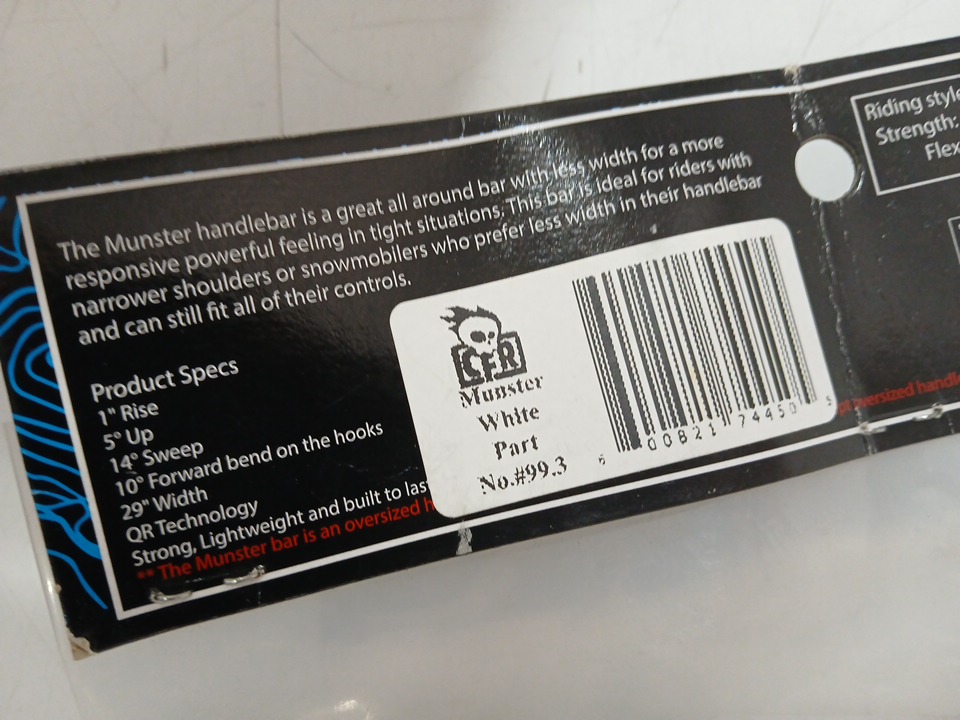 The Munster handlebar is a great all around bar with less width for a more
responsive powerful feeling in tight situations. This bar is ideal for riders with
narrower shoulders or snowmobilers who prefer less width in their handlebar
and can still fit all of their controls.
Product Specs
1" Rise
5° Up
14° Sweep
10° Forward bend on the hooks
29" Width
QR Technology
Strong, Lightweight and built to las
** The Munster bar is an oversized h
CFR
Munster
White
Part
No.#99.3
6 00821 74450 5
Riding style
Strength:
Flex
oversized handle